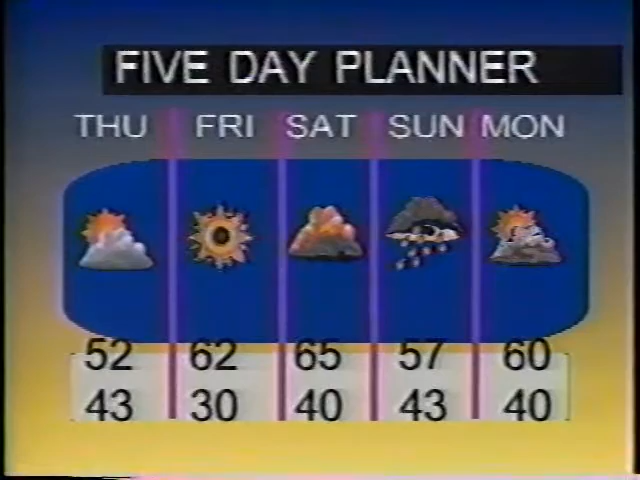 FIVE DAY PLANNER
THU FRI SAT SUN MON
52 62 65 57 60
43 30 40 43 40